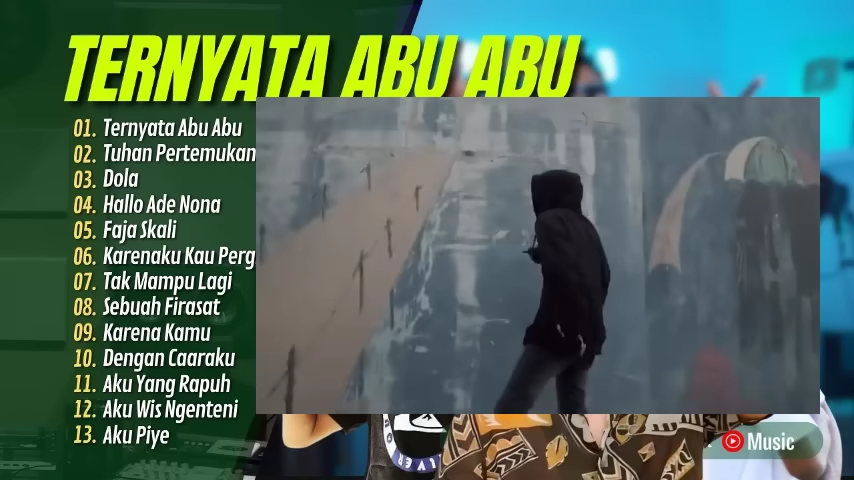 TERNYATA ABU ABU
01. Ternyata Abu Abu
02. Tuhan Pertemukan
03. Dola
04. Hallo Ade Nona
05. Faja Skali
06. Karenaku Kau Perg
07. Tak Mampu Lagi
08. Sebuah Firasat
09. Karena Kamu
10. Dengan Caaraku
11. Aku Yang Rapuh
12. Aku Wis Ngenteni
13. Aku Piye
Music